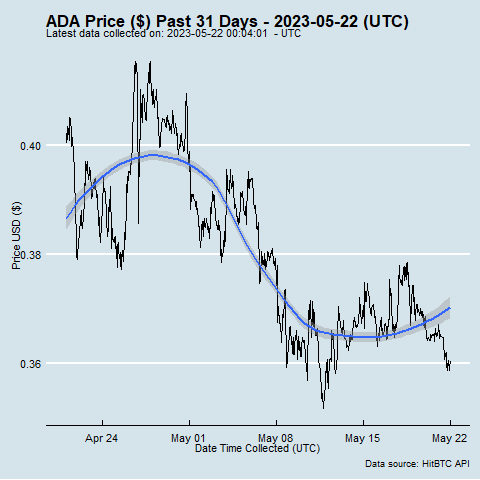 ADA Price ($) Past 31 Days - 2023-05-22 (UTC)
Latest data collected on: 2023-05-22 00:04:01 - UTC
0.40
0.38
0.36
Price USD ($)
Apr 24
May 01
May 08
May 15
May 22
Date Time Collected (UTC)
Data source: HitBTC API